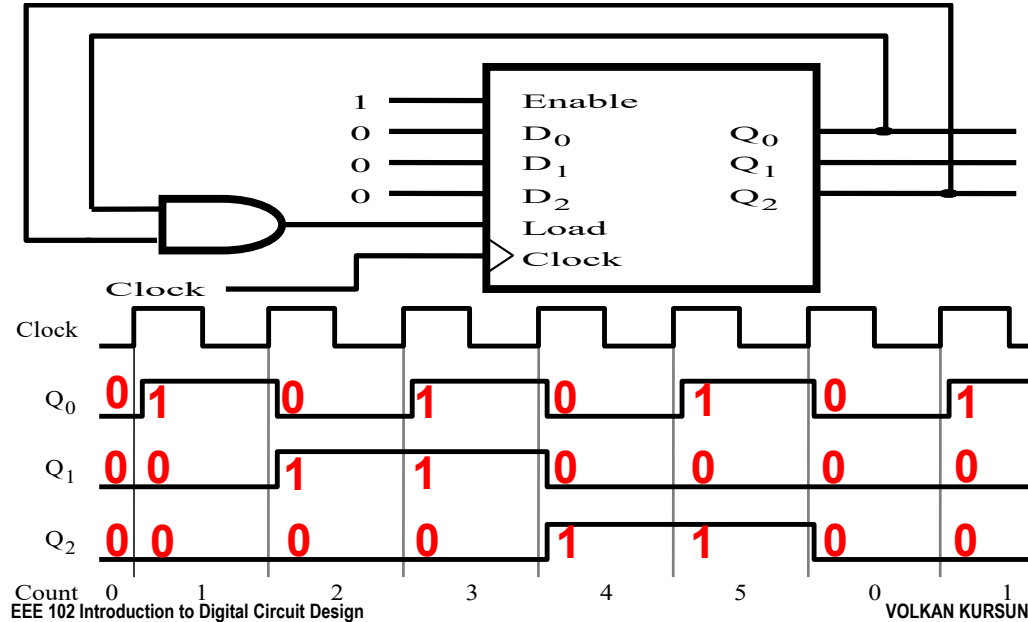 1 Enable
0 D0 Q0
0 D1 Q1
0 D2 Q2
Load
Clock
Clock
Clock
Q0 0 1 0 1 0 1 0 1
Q1 0 0 1 1 0 0 0 0
Q2 0 0 0 0 1 1 0 0
Count 0 1 2 3 4 5 0 1
EEE 102 Introduction to Digital Circuit Design VOLKAN KURSUN